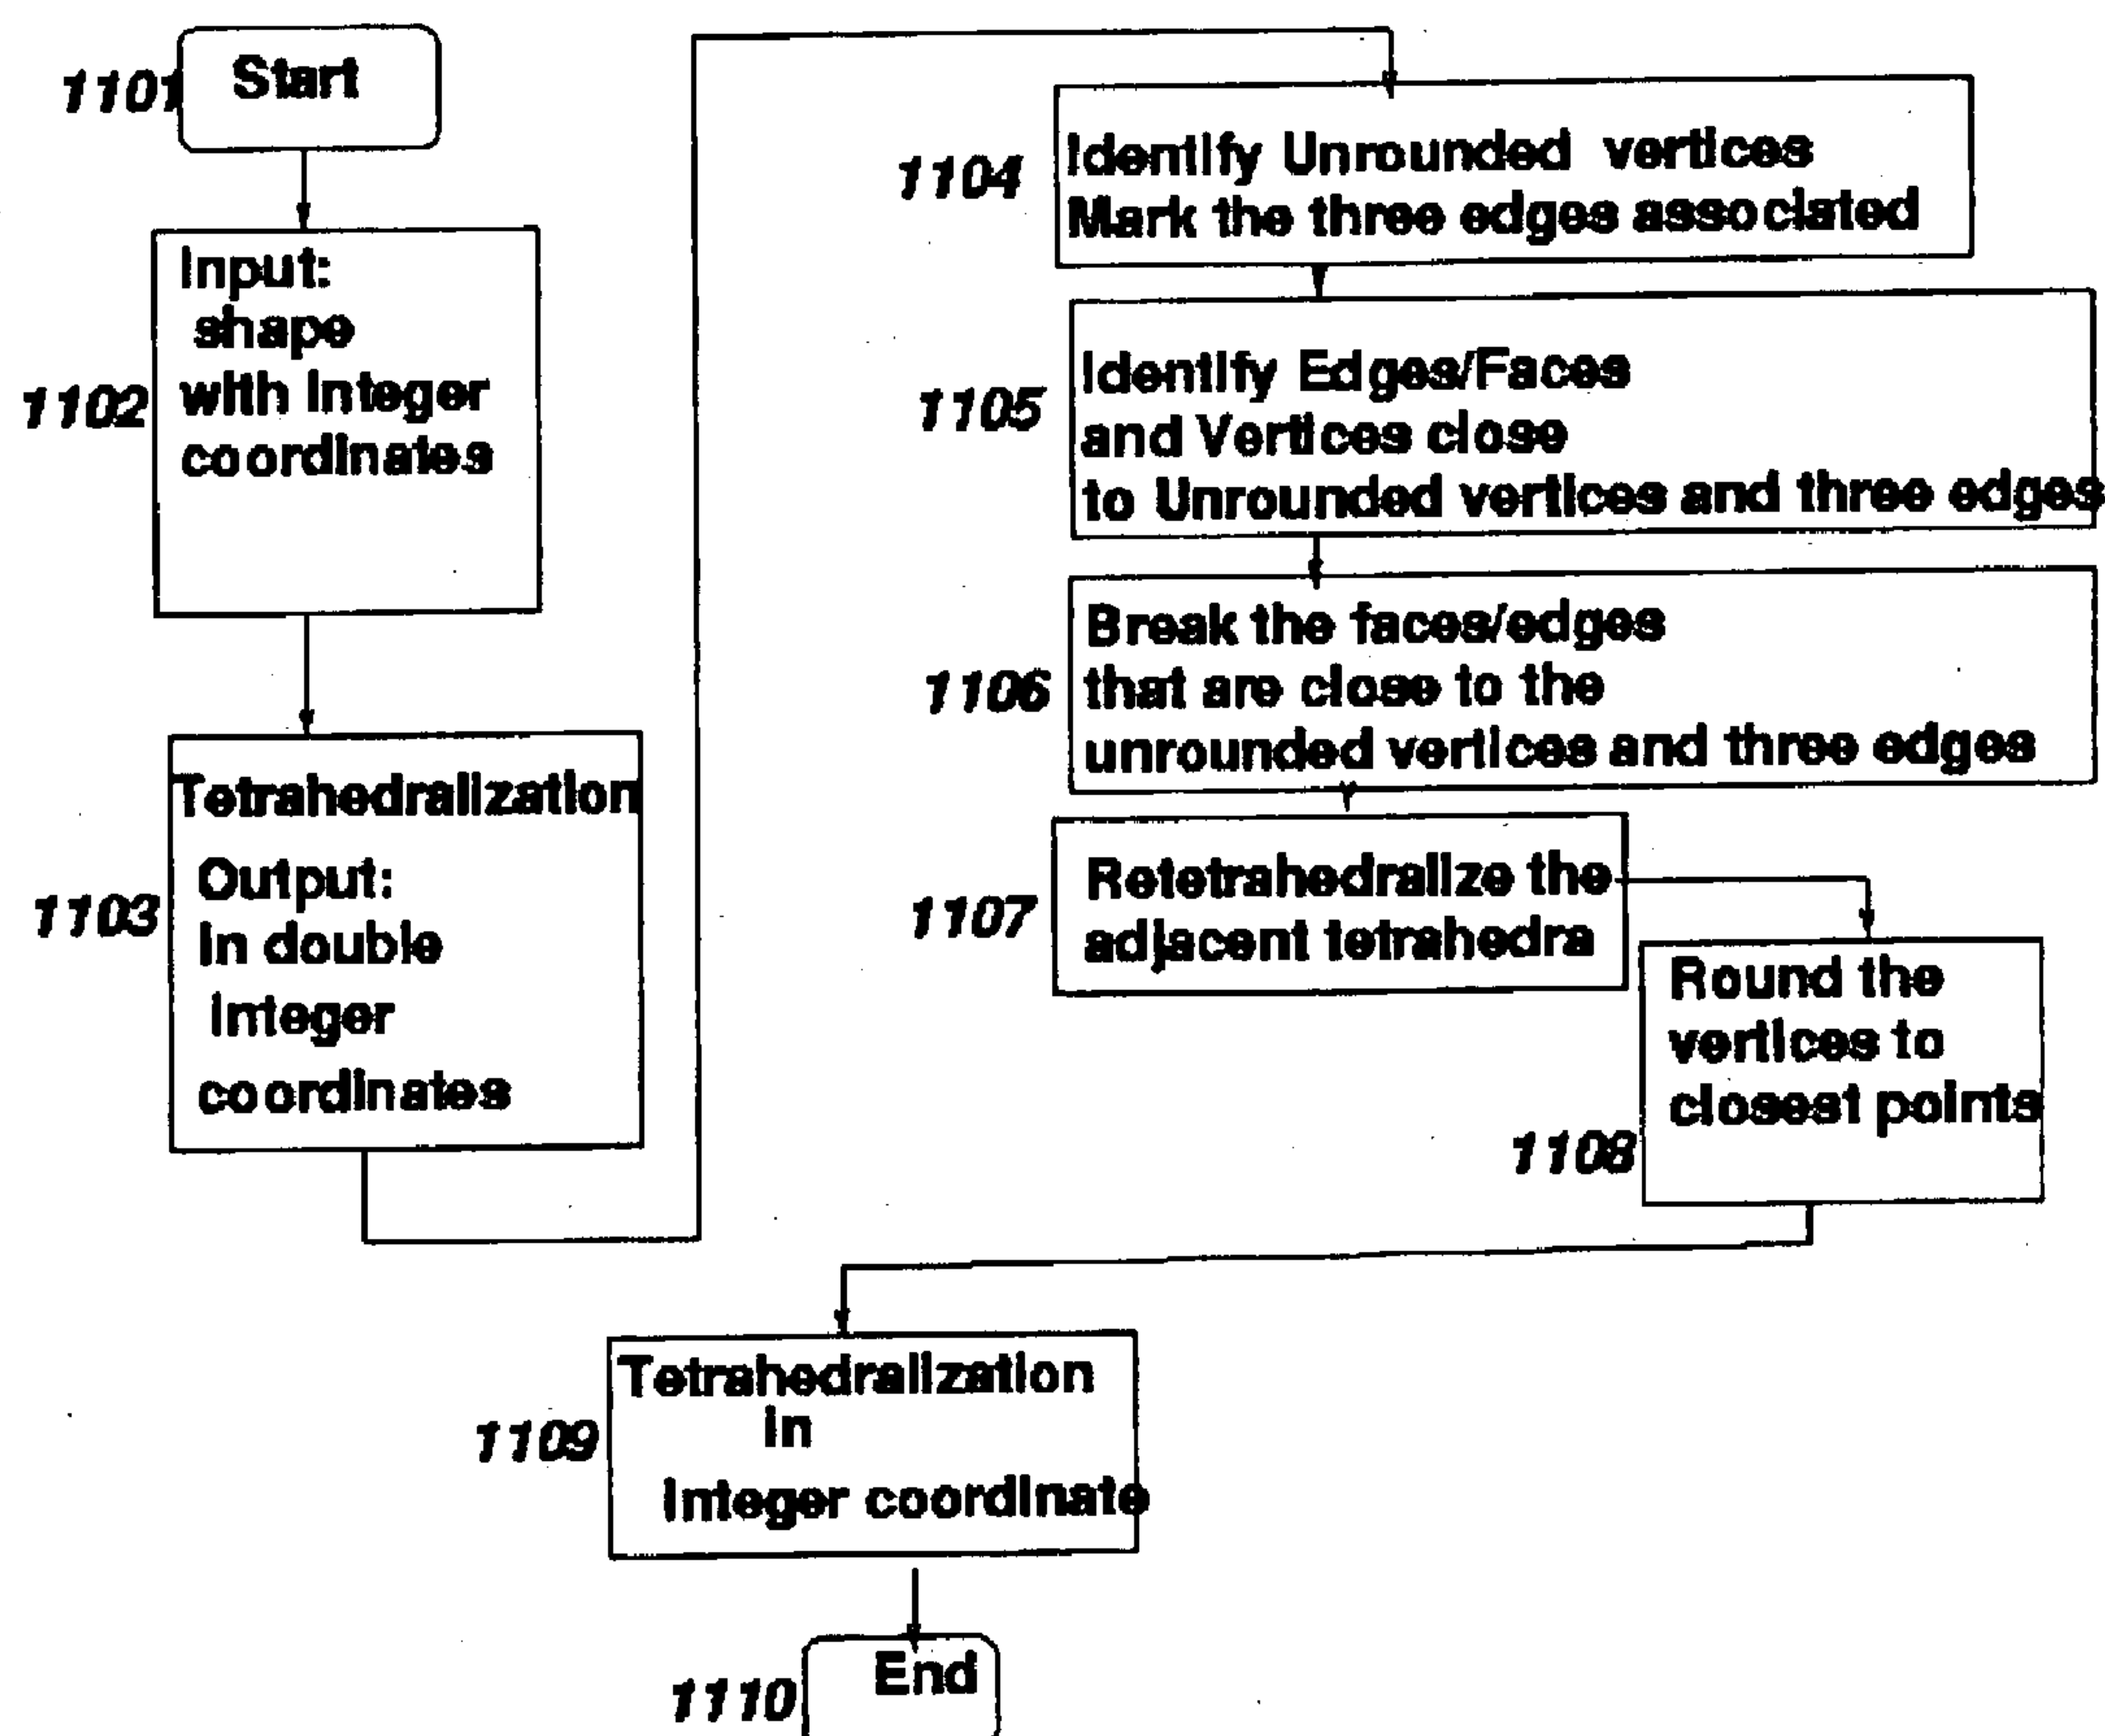 1101
Start
1102
Input:
shape
with Integer
coordinates
1103
Tetrahedralization
Output:
In double
Integer
coordinates
1104
Identify Unrounded vertices
Mark the three edges associated
1105
Identify Edges/Faces
and Vertices close
to Unrounded vertices and three edges
1106
Break the faces/edges
that are close to the
unrounded vertices and three edges
1107
Retetrahedralize the
adjacent tetrahedra
1108
Round the
vertices to
closest points
1109
Tetrahedralization
in
Integer coordinate
1110
End